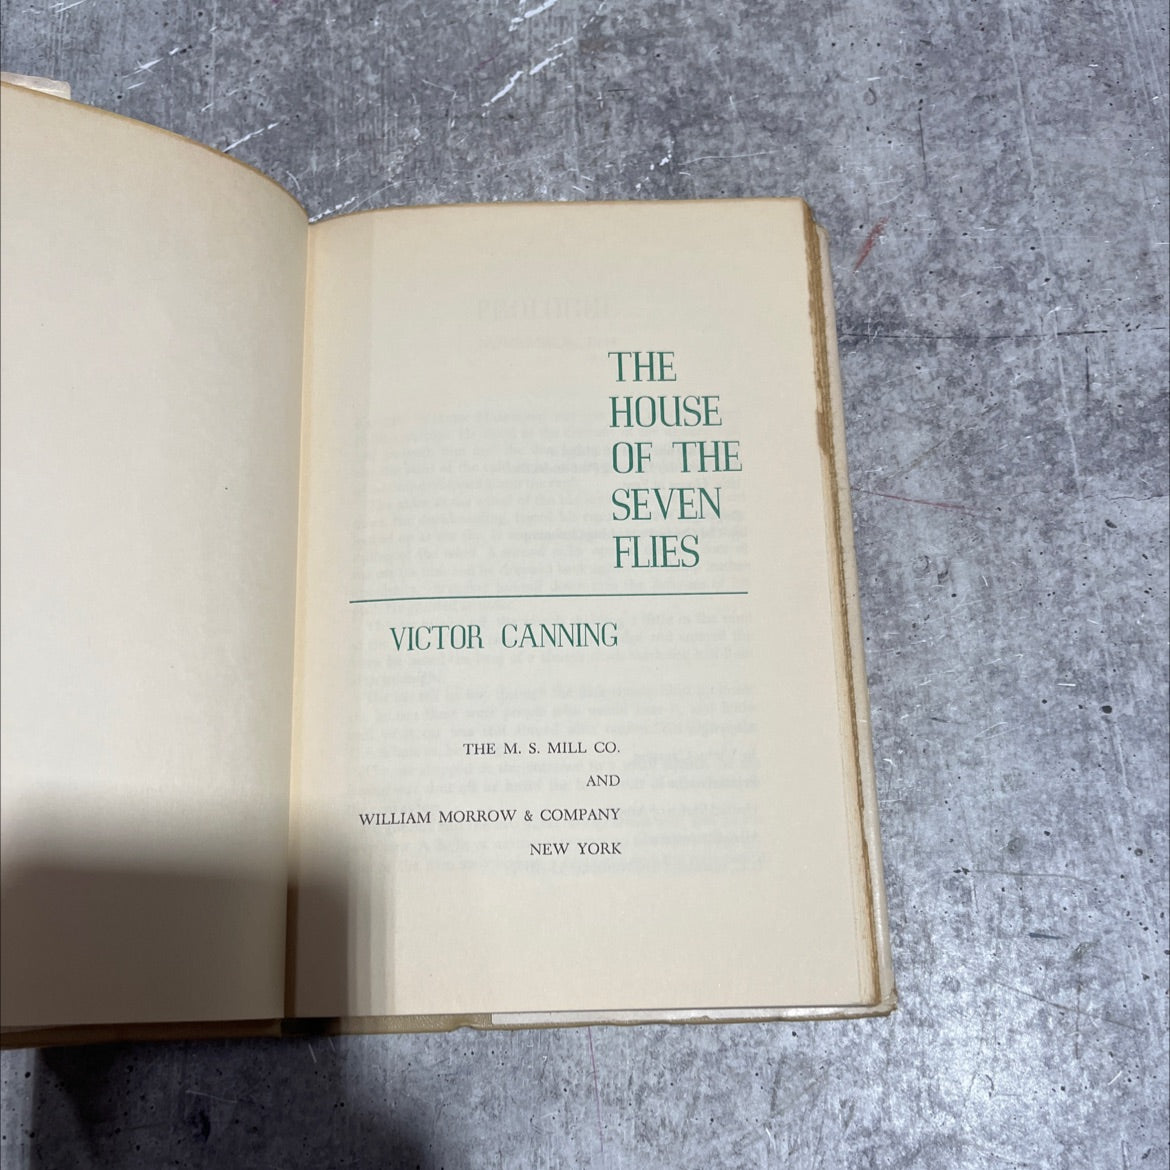 THE
HOUSE
OF THE
SEVEN
FLIES
VICTOR CANNING
THE M. S. MILL CO.
AND
WILLIAM MORROW & COMPANY
NEW YORK